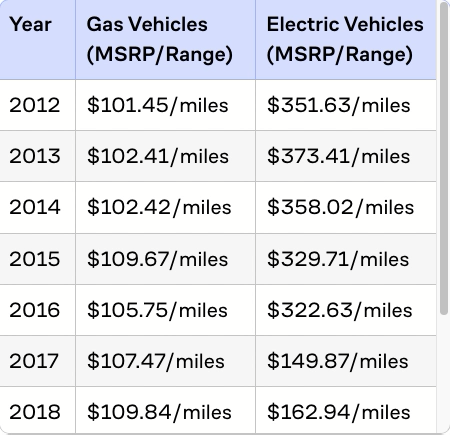 Year Gas Vehicles Electric Vehicles
(MSRP/Range) (MSRP/Range)
2012 $101.45/miles $351.63/miles
2013 $102.41/miles $373.41/miles
2014 $102.42/miles $358.02/miles
2015 $109.67/miles $329.71/miles
2016 $105.75/miles $322.63/miles
2017 $107.47/miles $149.87/miles
2018 $109.84/miles $162.94/miles